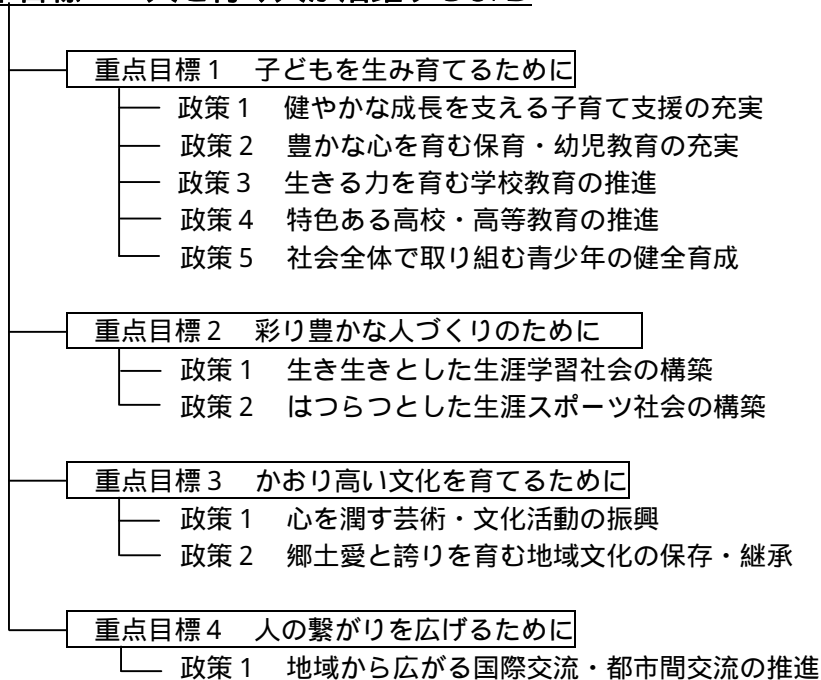 重点目標1　子どもを生み育てるために
政策1　健やかな成長を支える子育て支援の充実
政策2　豊かな心を育む保育・幼児教育の充実
政策3　生きる力を育む学校教育の推進
政策4　特色ある高校・高等教育の推進
政策5　社会全体で取り組む青少年の健全育成
重点目標2　彩り豊かな人づくりのために
政策1　生き生きとした生涯学習社会の構築
政策2　はつらつとした生涯スポーツ社会の構築
重点目標3　かおり高い文化を育てるために
政策1　心を潤す芸術・文化活動の振興
政策2　郷土愛と誇りを育む地域文化の保存・継承
重点目標4　人の繋がりを広げるために
政策1　地域から広がる国際交流・都市間交流の推進